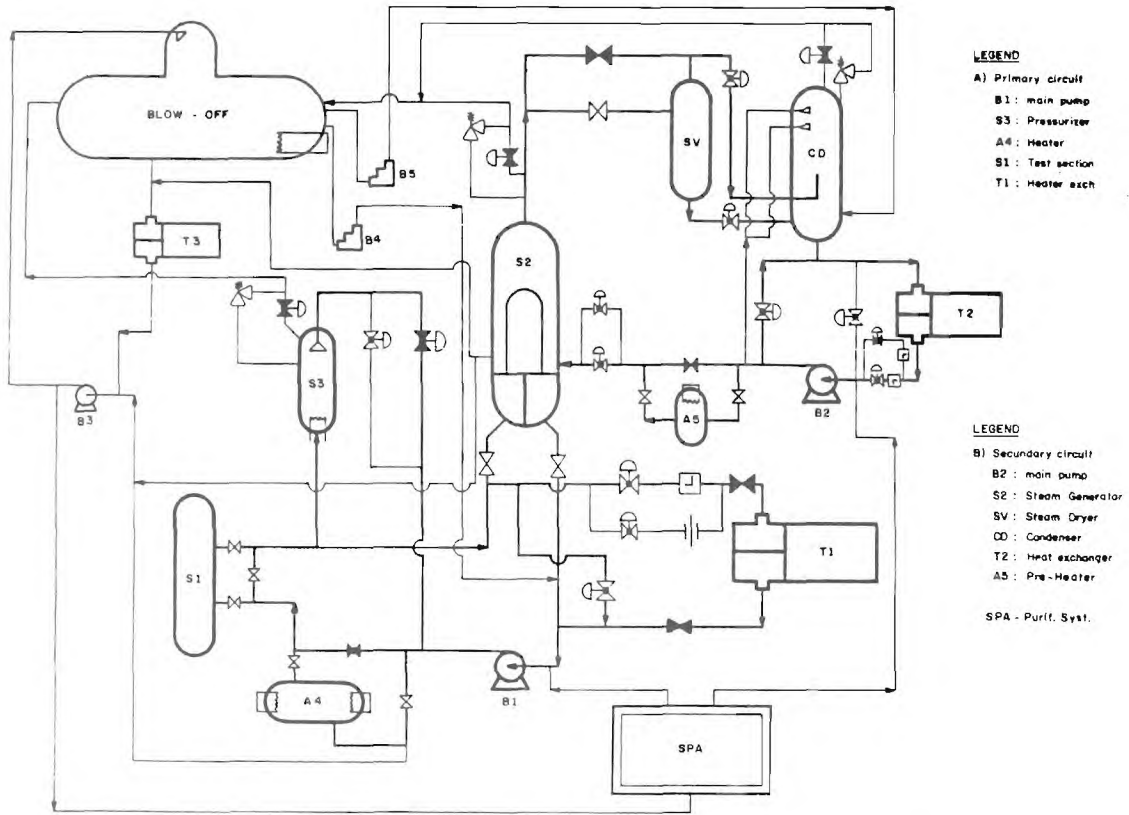 BLOW - OFF
B5
B4
T3
SV
CD
S2
T2
S3
B3
A5
B2
S1
T1
A4
B1
SPA
LEGEND
A) Primary circuit
B1 : main pump
S3 : Pressurizer
A4 : Heater
S1 : Test section
T1 : Heater exch
LEGEND
B) Secundary circuit
B2 : main pump
S2 : Steam Generator
SV : Steam Dryer
CD : Condenser
T2 : Heat exchanger
A5 : Pre-Heater
SPA - Purif. Syst.